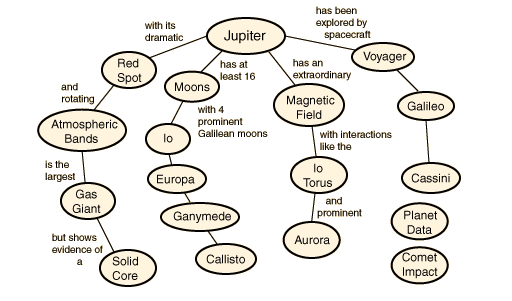 Jupiter
with its
dramatic
Red
Spot
and
rotating
Atmospheric
Bands
is the
largest
Gas
Giant
but shows
evidence of
a
Solid
Core
has at
least 16
Moons
with 4
prominent
Galilean moons
Io
Europa
Ganymede
Callisto
has an
extraordinary
Magnetic
Field
with interactions
like the
Io
Torus
and
prominent
Aurora
has been
explored by
spacecraft
Voyager
Galileo
Cassini
Planet
Data
Comet
Impact